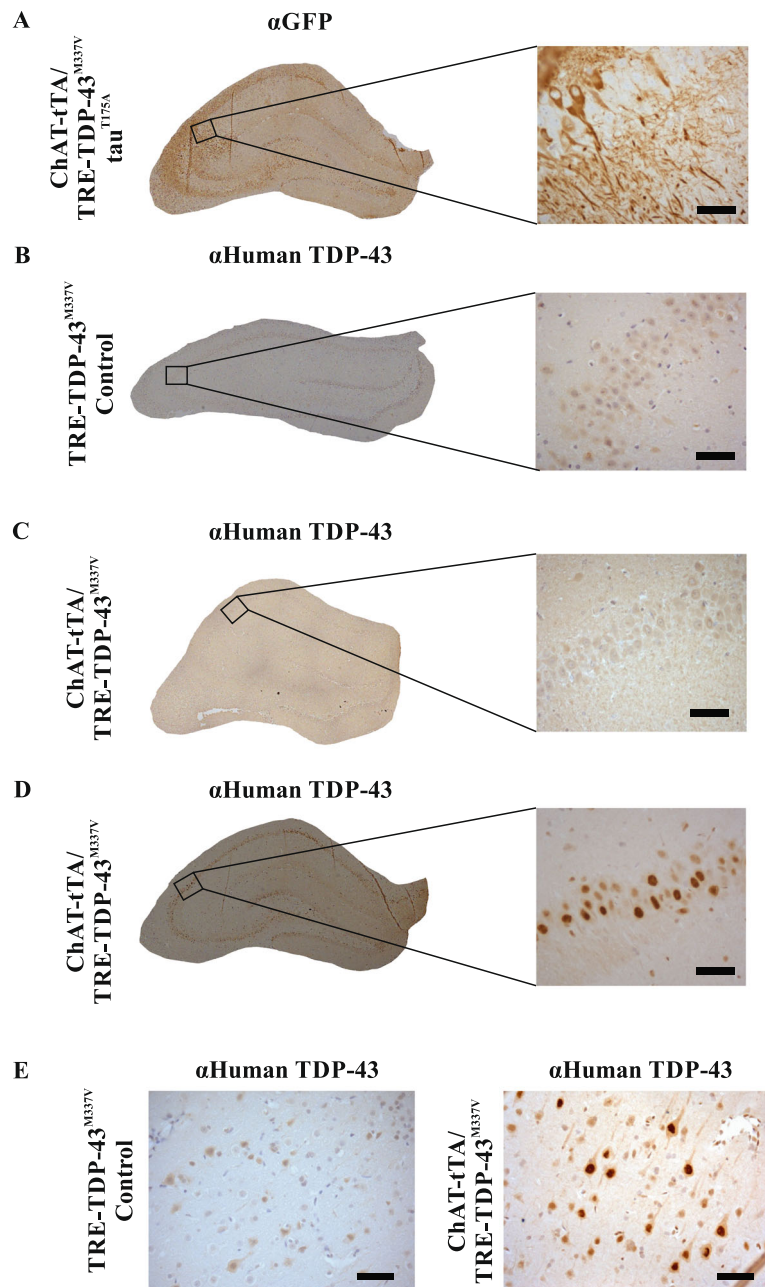 A
αGFP
ChAT-tTA/
TRE-TDP-43M337V
tauT175A
B
αHuman TDP-43
TRE-TDP-43M337V
Control
C
αHuman TDP-43
ChAT-tTA/
TRE-TDP-43M337V
D
αHuman TDP-43
ChAT-tTA/
TRE-TDP-43M337V
E
αHuman TDP-43
TRE-TDP-43M337V
Control
αHuman TDP-43
ChAT-tTA/
TRE-TDP-43M337V